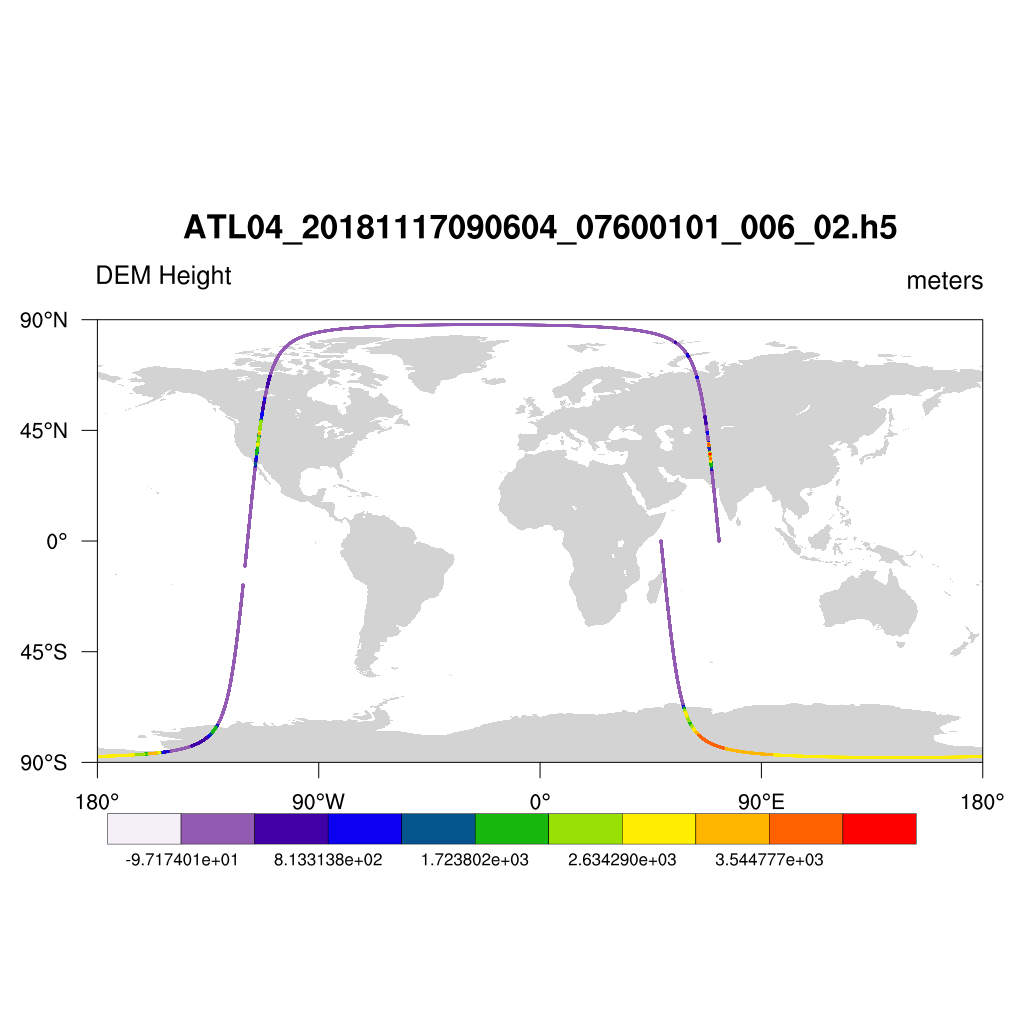 ATL04_20181117090604_07600101_006_02.h5
DEM Height meters
90°N
45°N
0°
45°S
90°S
180° 90°W 0° 90°E 180°
-9.717401e+01 8.133138e+02 1.723802e+03 2.634290e+03 3.544777e+03